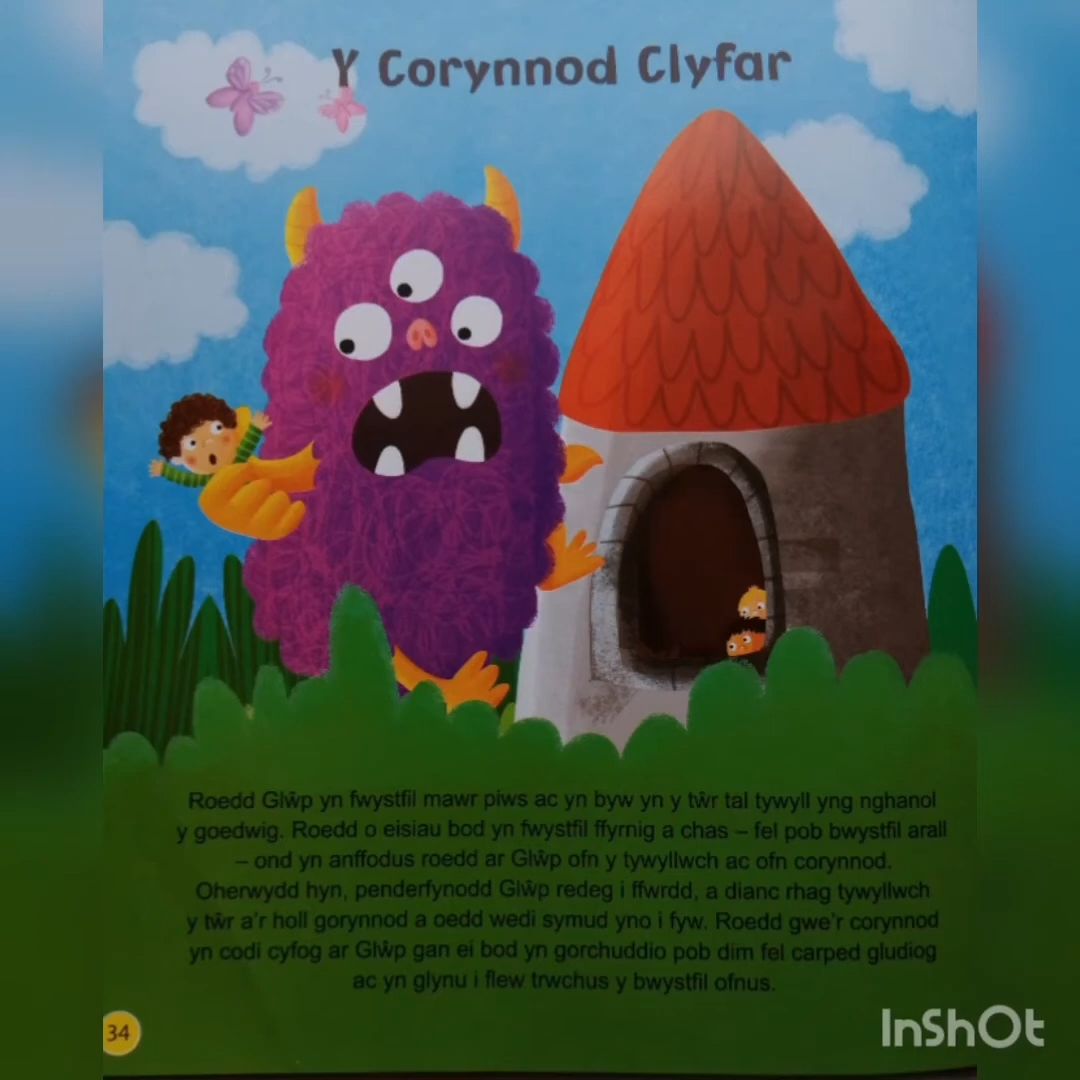 Y Corynnod Clyfar
Roedd Glŵp yn fwystfil mawr piws ac yn byw yn y tŵr tal tywyll yng nghanol
y goedwig. Roedd o eisiau bod yn fwystfil ffyrnig a chas – fel pob bwystfil arall
– ond yn anffodus roedd ar Glŵp ofn y tywyllwch ac ofn corynnod.
Oherwydd hyn, penderfynodd Glŵp redeg i ffwrdd, a dianc rhag tywyllwch
y tŵr a'r holl gorynnod a oedd wedi symud yno i fyw. Roedd gwe'r corynnod
yn codi cyfog ar Glŵp gan ei bod yn gorchuddio pob dim fel carped gludiog
ac yn glynu i flew trwchus y bwystfil ofnus.
34
InShOt